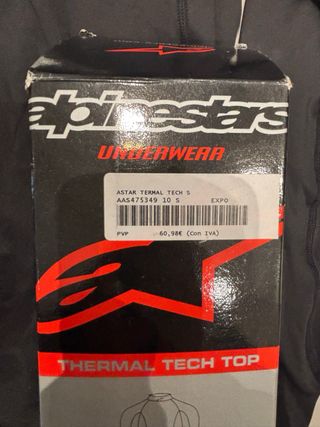 alpinestars
UNDERWEAR
ASTAR TERMAL TECH S
AAS475349 10 S EXPO
PVP 60,98€ (Con IVA)
THERMAL TECH TOP